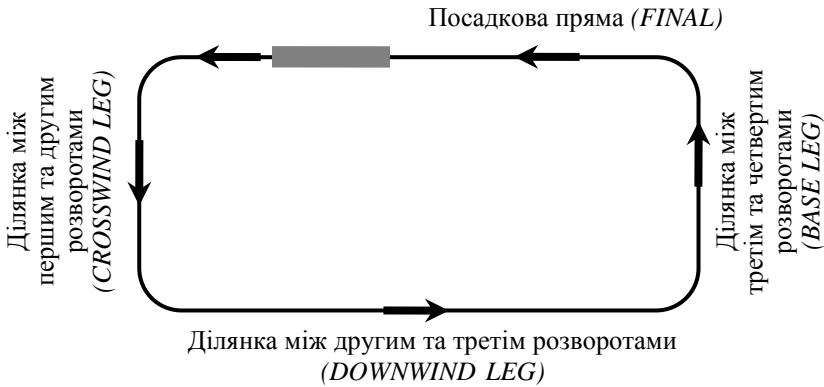 Посадкова пряма (FINAL)
Ділянка між
першим та другим
розворотами
(CROSSWIND LEG)
Ділянка між
третім та четвертим
розворотами
(BASE LEG)
Ділянка між другим та третім розворотами
(DOWNWIND LEG)